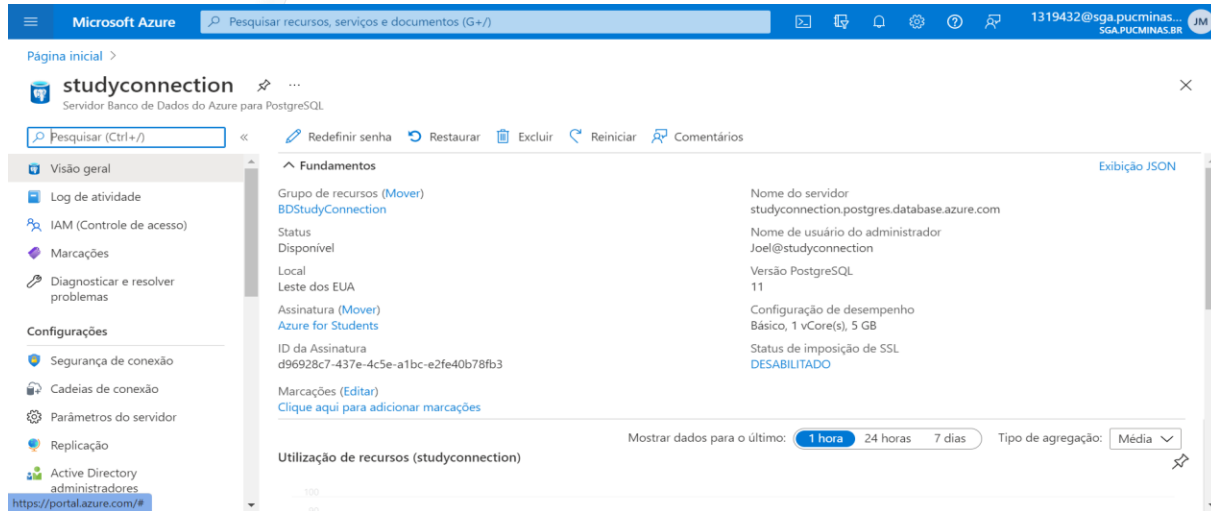 Microsoft Azure
Pesquisar recursos, serviços e documentos (G+/)
1319432@sga.pucminas...
SGA.PUCMINAS.BR
JM
Página inicial >
studyconnection
Servidor Banco de Dados do Azure para PostgreSQL
Pesquisar (Ctrl+/)
«
Redefinir senha
Restaurar
Excluir
Reiniciar
Comentários
Visão geral
Log de atividade
IAM (Controle de acesso)
Marcações
Diagnosticar e resolver
problemas
Configurações
Segurança de conexão
Cadeias de conexão
Parâmetros do servidor
Replicação
Active Directory
administradores
https://portal.azure.com/#
Fundamentos
Exibição JSON
Grupo de recursos (Mover)
BDStudyConnection
Status
Disponível
Local
Leste dos EUA
Assinatura (Mover)
Azure for Students
ID da Assinatura
d96928c7-437e-4c5e-a1bc-e2fe40b78fb3
Marcações (Editar)
Clique aqui para adicionar marcações
Nome do servidor
studyconnection.postgres.database.azure.com
Nome de usuário do administrador
Joel@studyconnection
Versão PostgreSQL
11
Configuração de desempenho
Básico, 1 vCore(s), 5 GB
Status de imposição de SSL
DESABILITADO
Mostrar dados para o último: 1 hora 24 horas 7 dias Tipo de agregação: Média
Utilização de recursos (studyconnection)
100